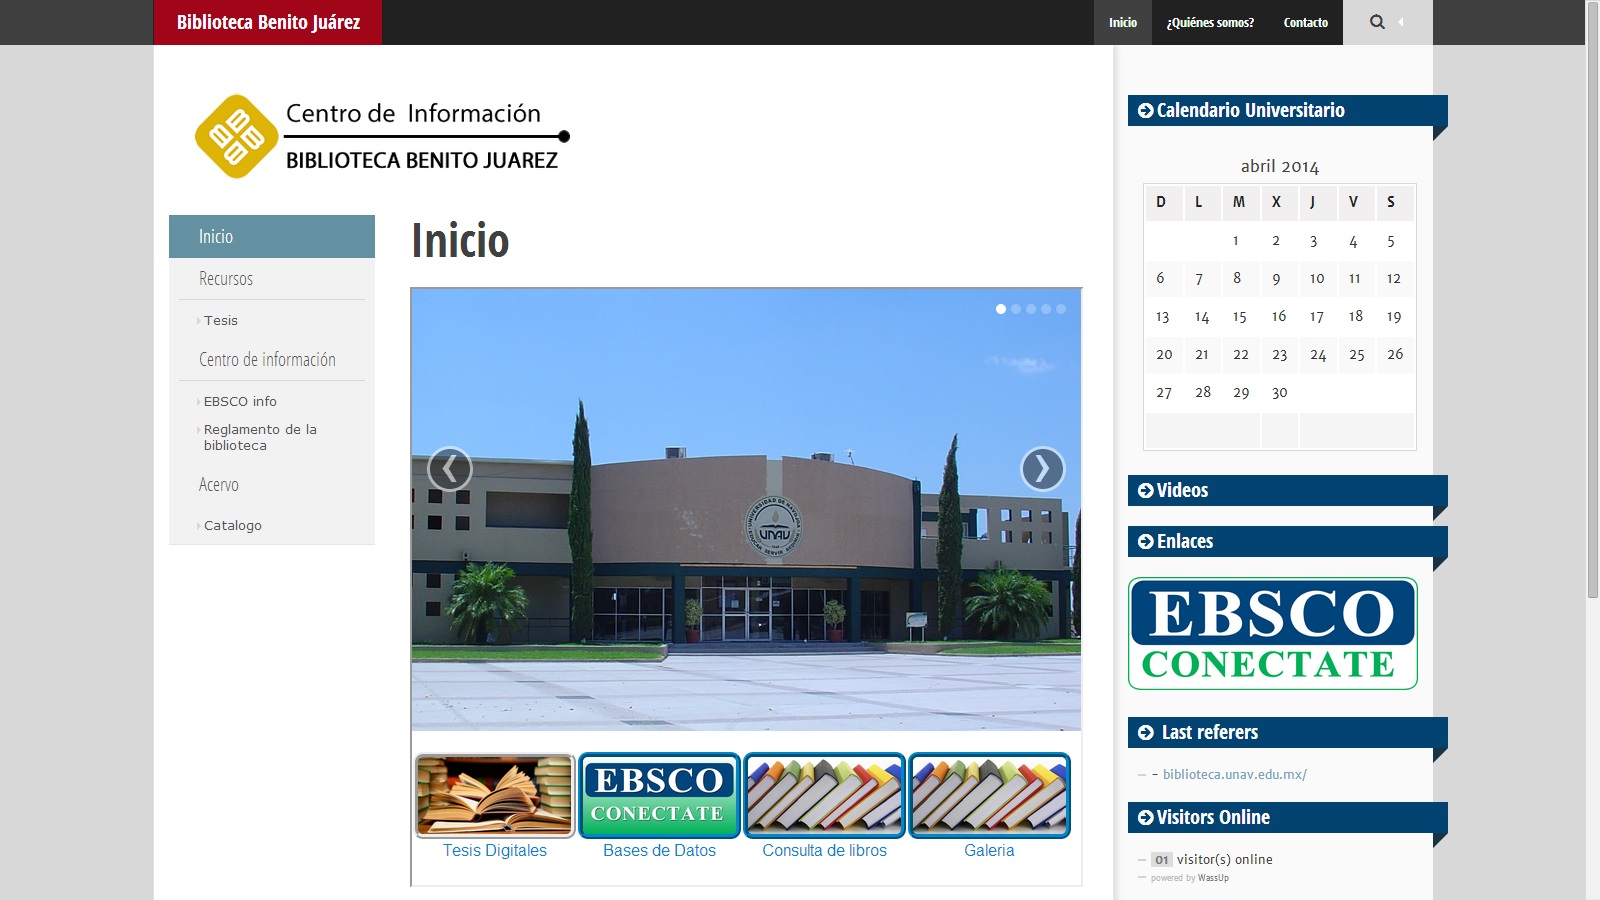 Biblioteca Benito Juárez
Inicio
¿Quiénes somos?
Contacto
Centro de Información
BIBLIOTECA BENITO JUAREZ
Inicio
Recursos
Tesis
Centro de información
EBSCO info
Reglamento de la
biblioteca
Acervo
Catalogo
Inicio
UNIVERSIDAD DE NAVOJOA
UNAV
EBSCO
CONECTATE
Tesis Digitales
Bases de Datos
Consulta de libros
Galeria
Calendario Universitario
abril 2014
D L M X J V S
1 2 3 4 5
6 7 8 9 10 11 12
13 14 15 16 17 18 19
20 21 22 23 24 25 26
27 28 29 30
Videos
Enlaces
EBSCO
CONECTATE
Last referers
- biblioteca.unav.edu.mx/
Visitors Online
01 visitor(s) online
powered by WassUp